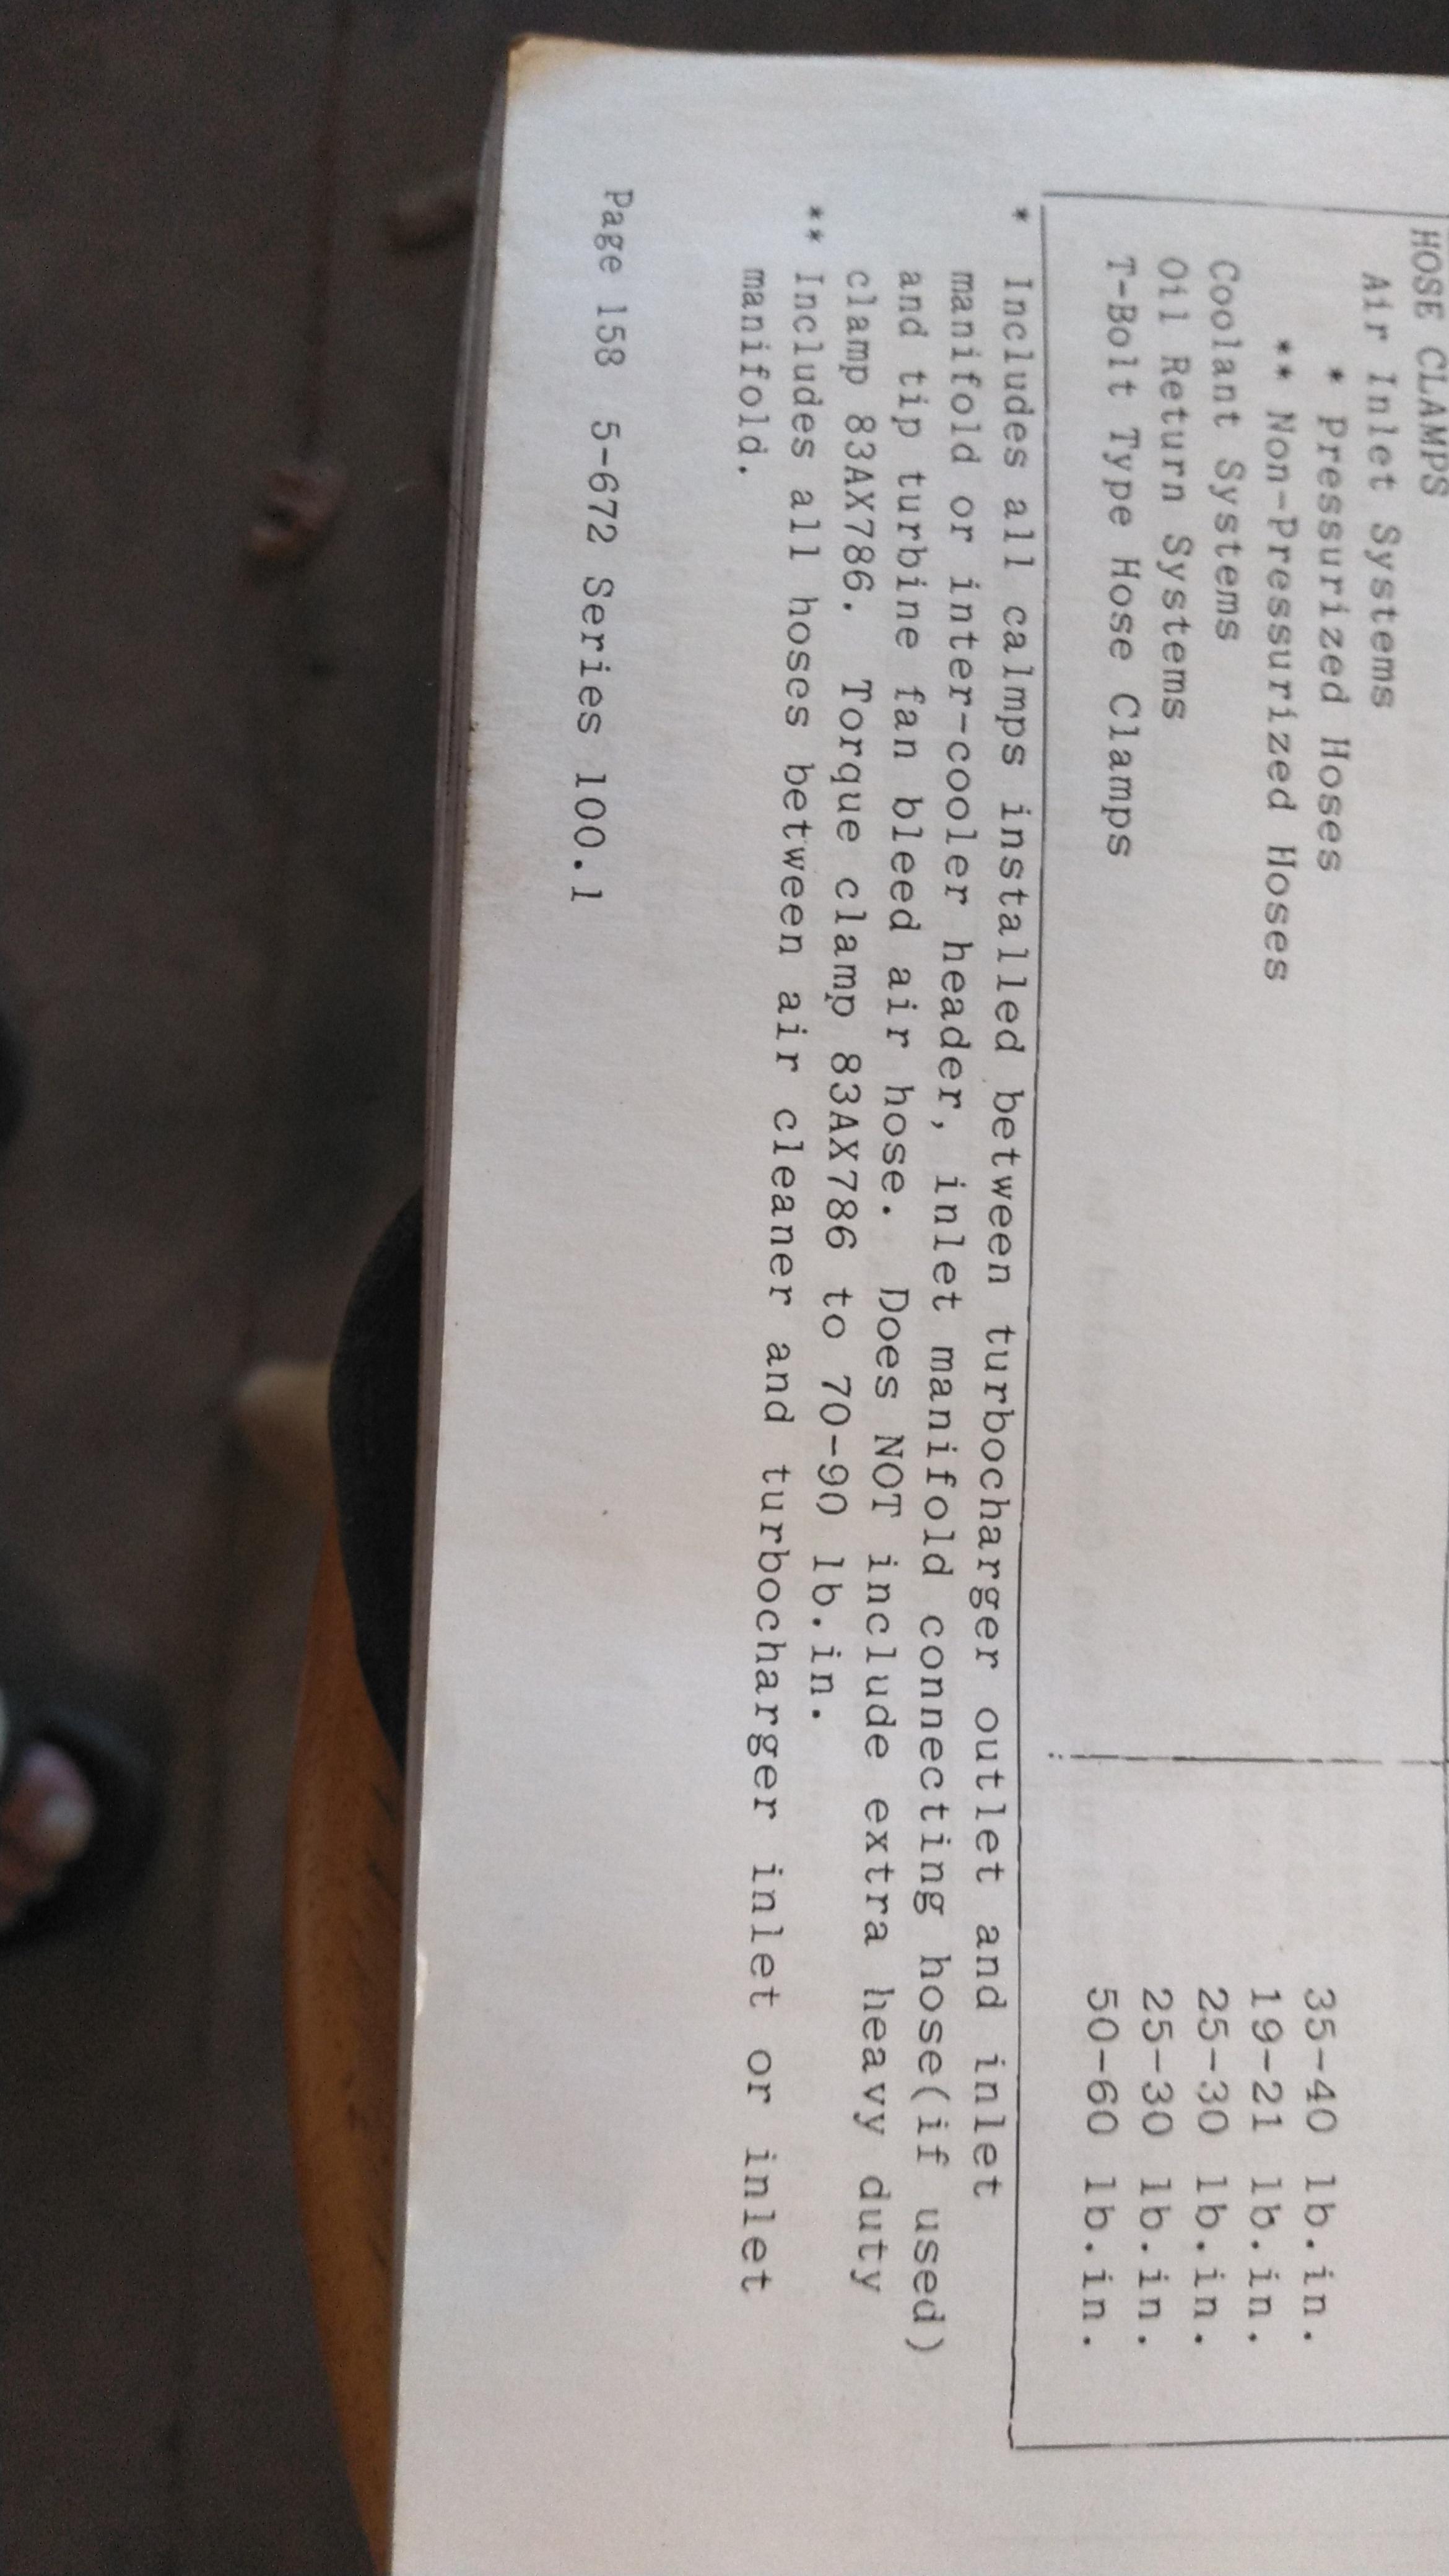 HOSE CLAMPS
Air Inlet Systems
* Pressurized Hoses 35-40 lb.in.
** Non-Pressurized Hoses 19-21 lb.in.
Coolant Systems 25-30 lb.in.
Oil Return Systems 25-30 lb.in.
T-Bolt Type Hose Clamps 50-60 lb.in.
* Includes all calmps installed between turbocharger outlet and inlet
manifold or inter-cooler header, inlet manifold connecting hose(if used)
and tip turbine fan bleed air hose. Does NOT include extra heavy duty
clamp 83AX786. Torque clamp 83AX786 to 70-90 lb.in.
** Includes all hoses between air cleaner and turbocharger inlet or inlet
manifold.
Page 158 5-672 Series 100.1